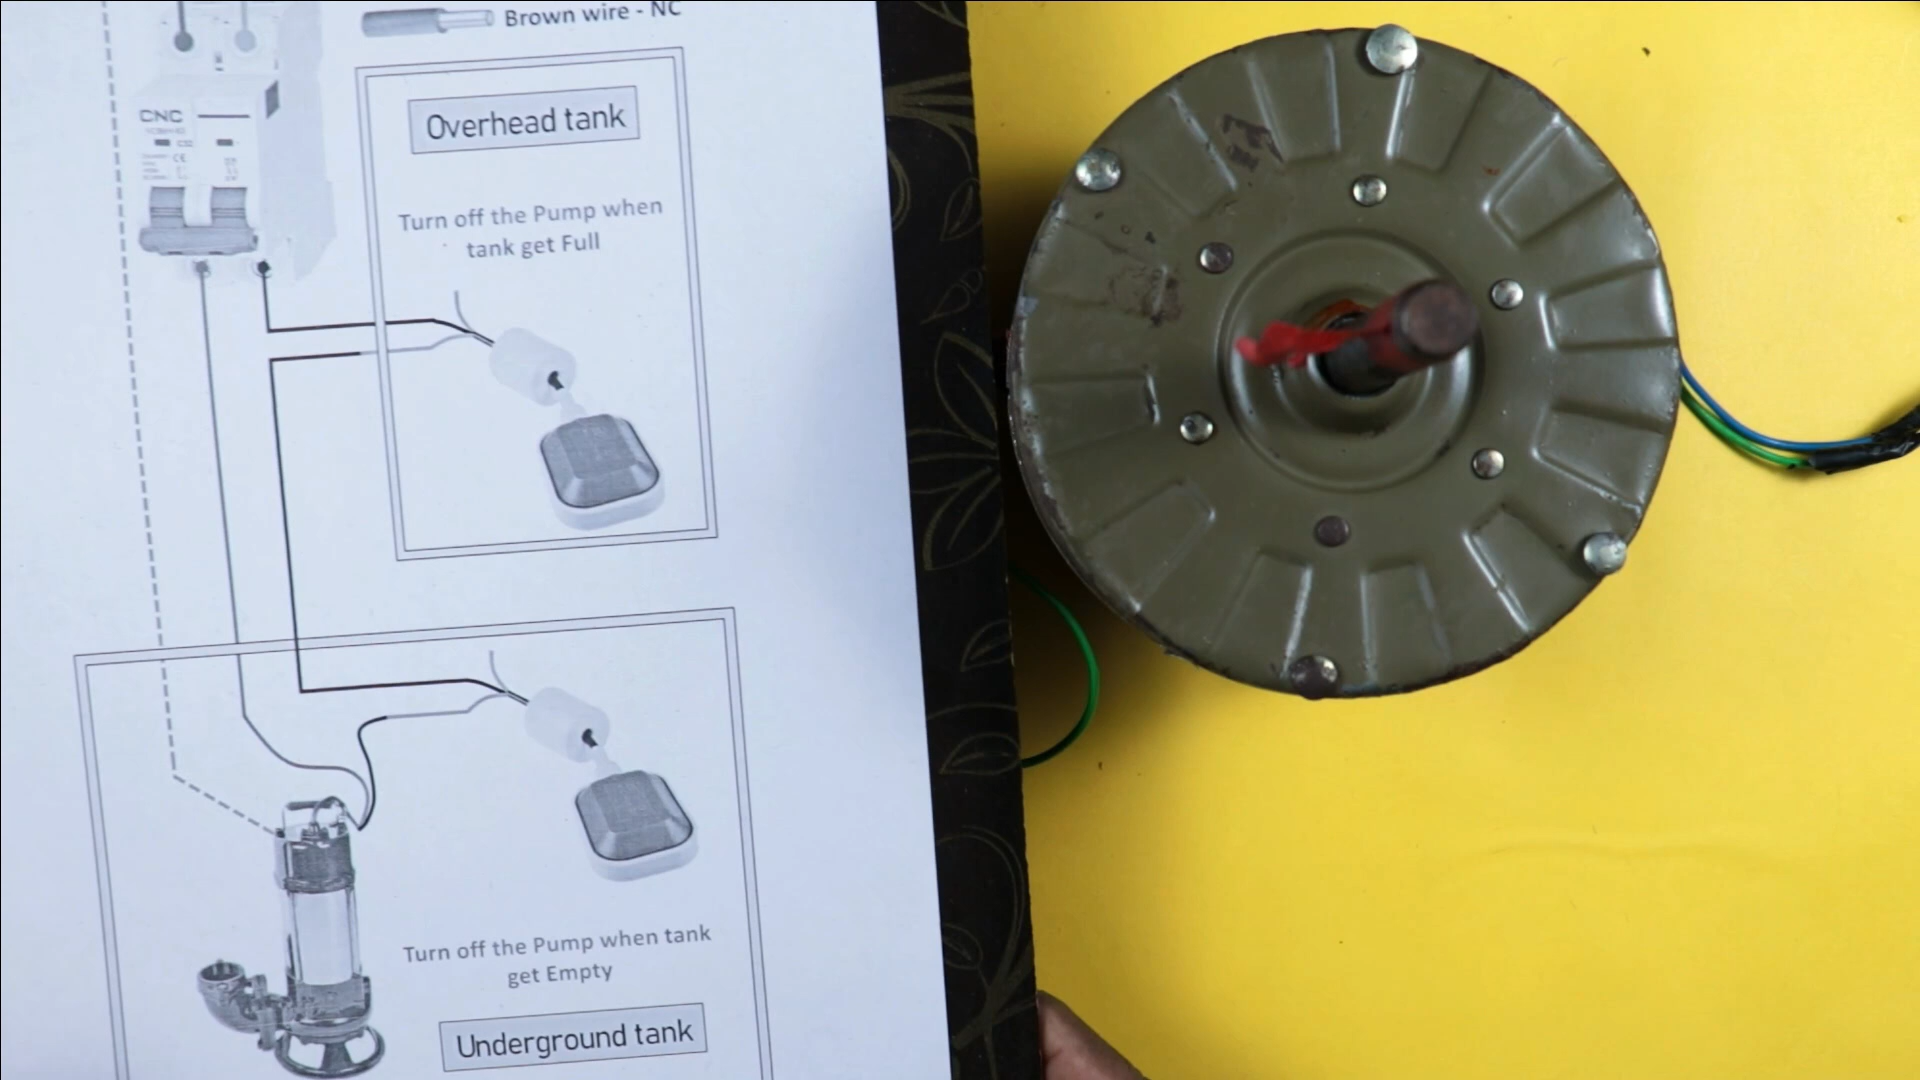 Brown wire - NC
CNC
CE
Overhead tank
Turn off the Pump when
tank get Full
Turn off the Pump when tank
get Empty
Underground tank